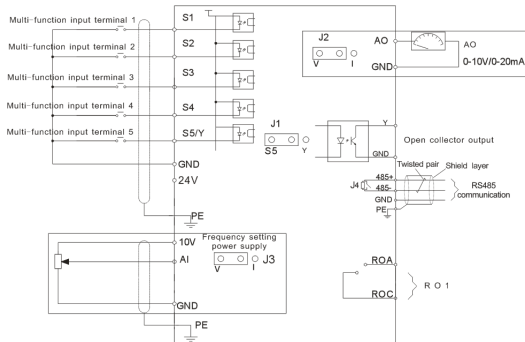 Multi-function input terminal 1
S1
Multi-function input terminal 2
S2
Multi-function input terminal 3
S3
Multi-function input terminal 4
S4
Multi-function input terminal 5
S5/Y
GND
24V
PE
J2
V I
AO
GND
AO
0-10V/0-20mA
J1
S5 Y
Y
GND
Open collector output
Twisted pair
Shield layer
485+
J4
485-
GND
PE
RS485
communication
Frequency setting
power supply
10V
AI
V I
J3
GND
PE
ROA
ROC
RO1